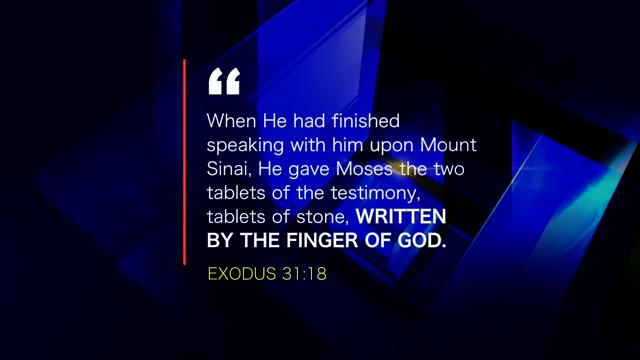 “
When He had finished
speaking with him upon Mount
Sinai, He gave Moses the two
tablets of the testimony,
tablets of stone, WRITTEN
BY THE FINGER OF GOD.
EXODUS 31:18